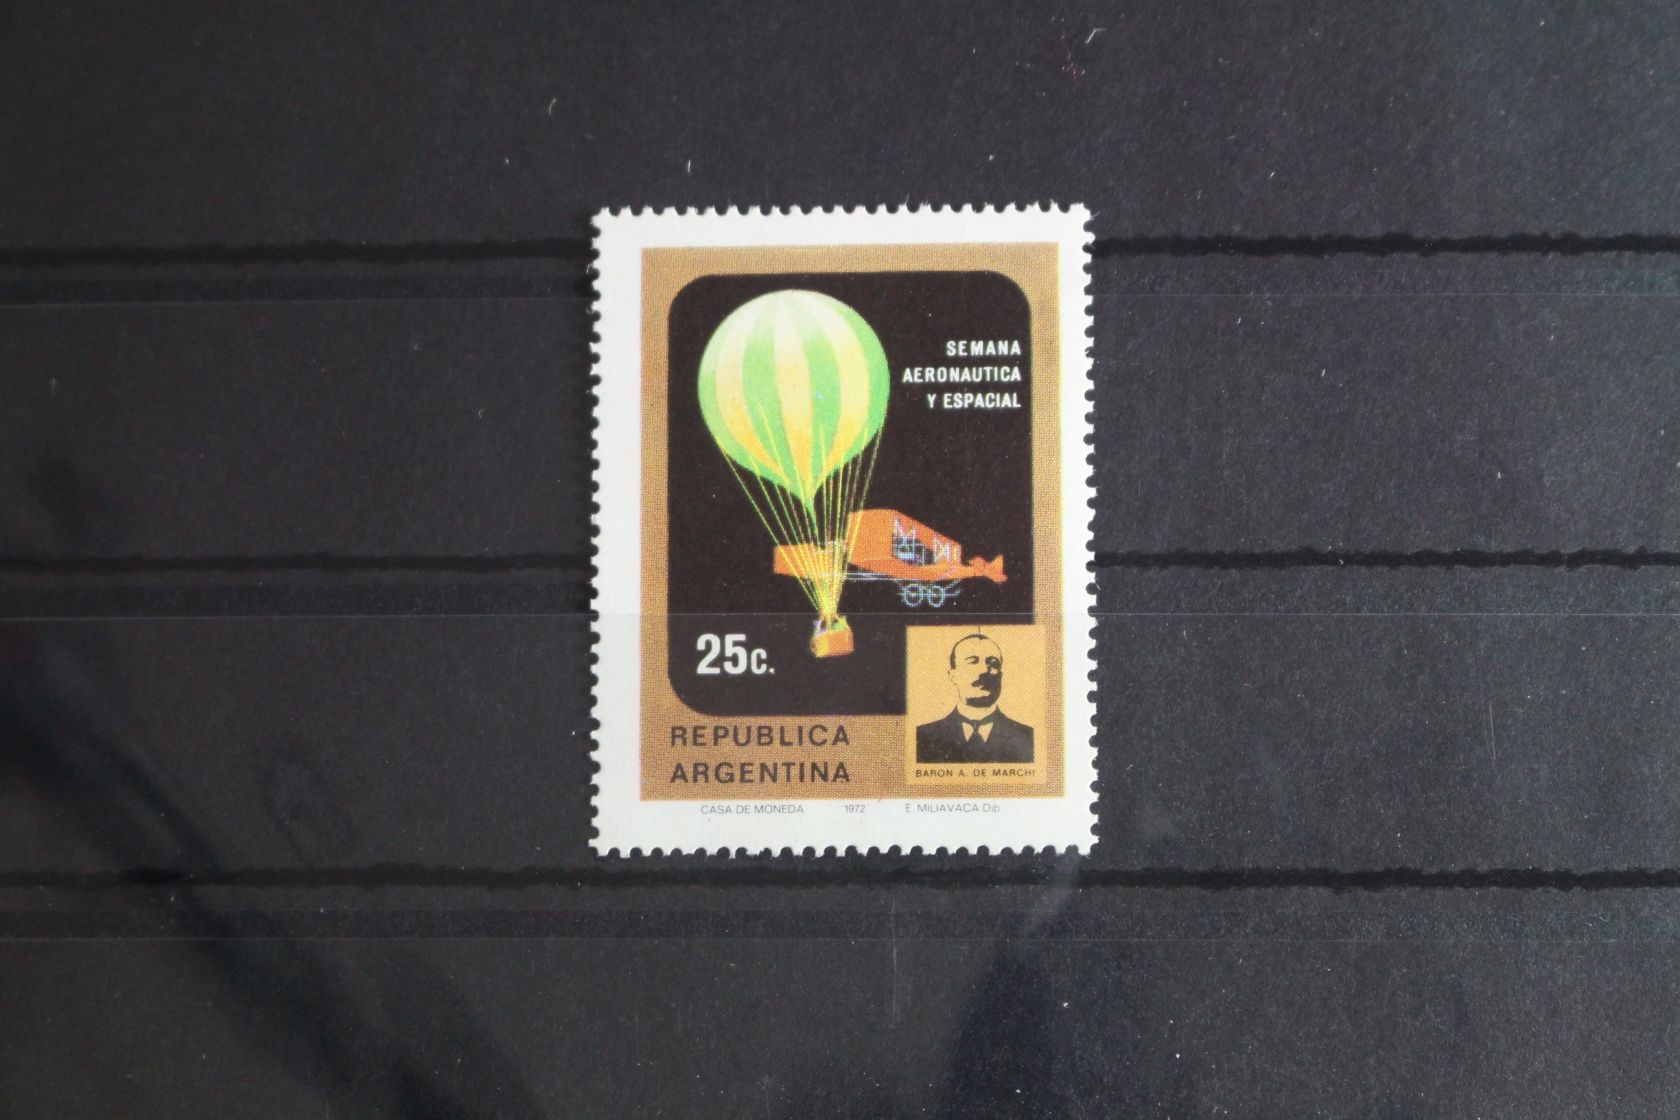 SEMANA
AERONAUTICA
Y ESPACIAL
25c.
REPUBLICA
ARGENTINA
BARON A. DE MARCHI
CASA DE MONEDA 1972 E MILIAVACA Dib